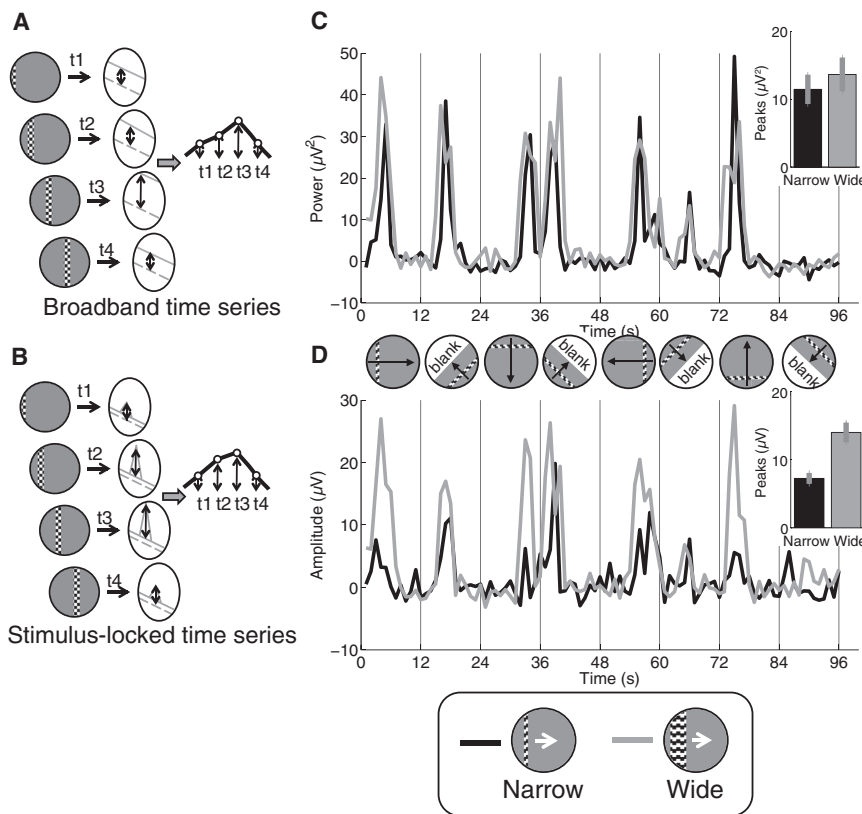 A
t1
t2
t3
t4
t1 t2 t3 t4
Broadband time series
B
t1
t2
t3
t4
t1 t2 t3 t4
Stimulus-locked time series
C
Power (µV²)
50
40
30
20
10
0
−10
0
12
24
36
48
60
72
84
96
Time (s)
Peaks (µV²)
20
10
0
Narrow Wide
D
blank
blank
blank
blank
Amplitude (µV)
30
20
10
0
−10
0
12
24
36
48
60
72
84
96
Time (s)
Peaks (µV)
20
10
0
Narrow Wide
Narrow
Wide